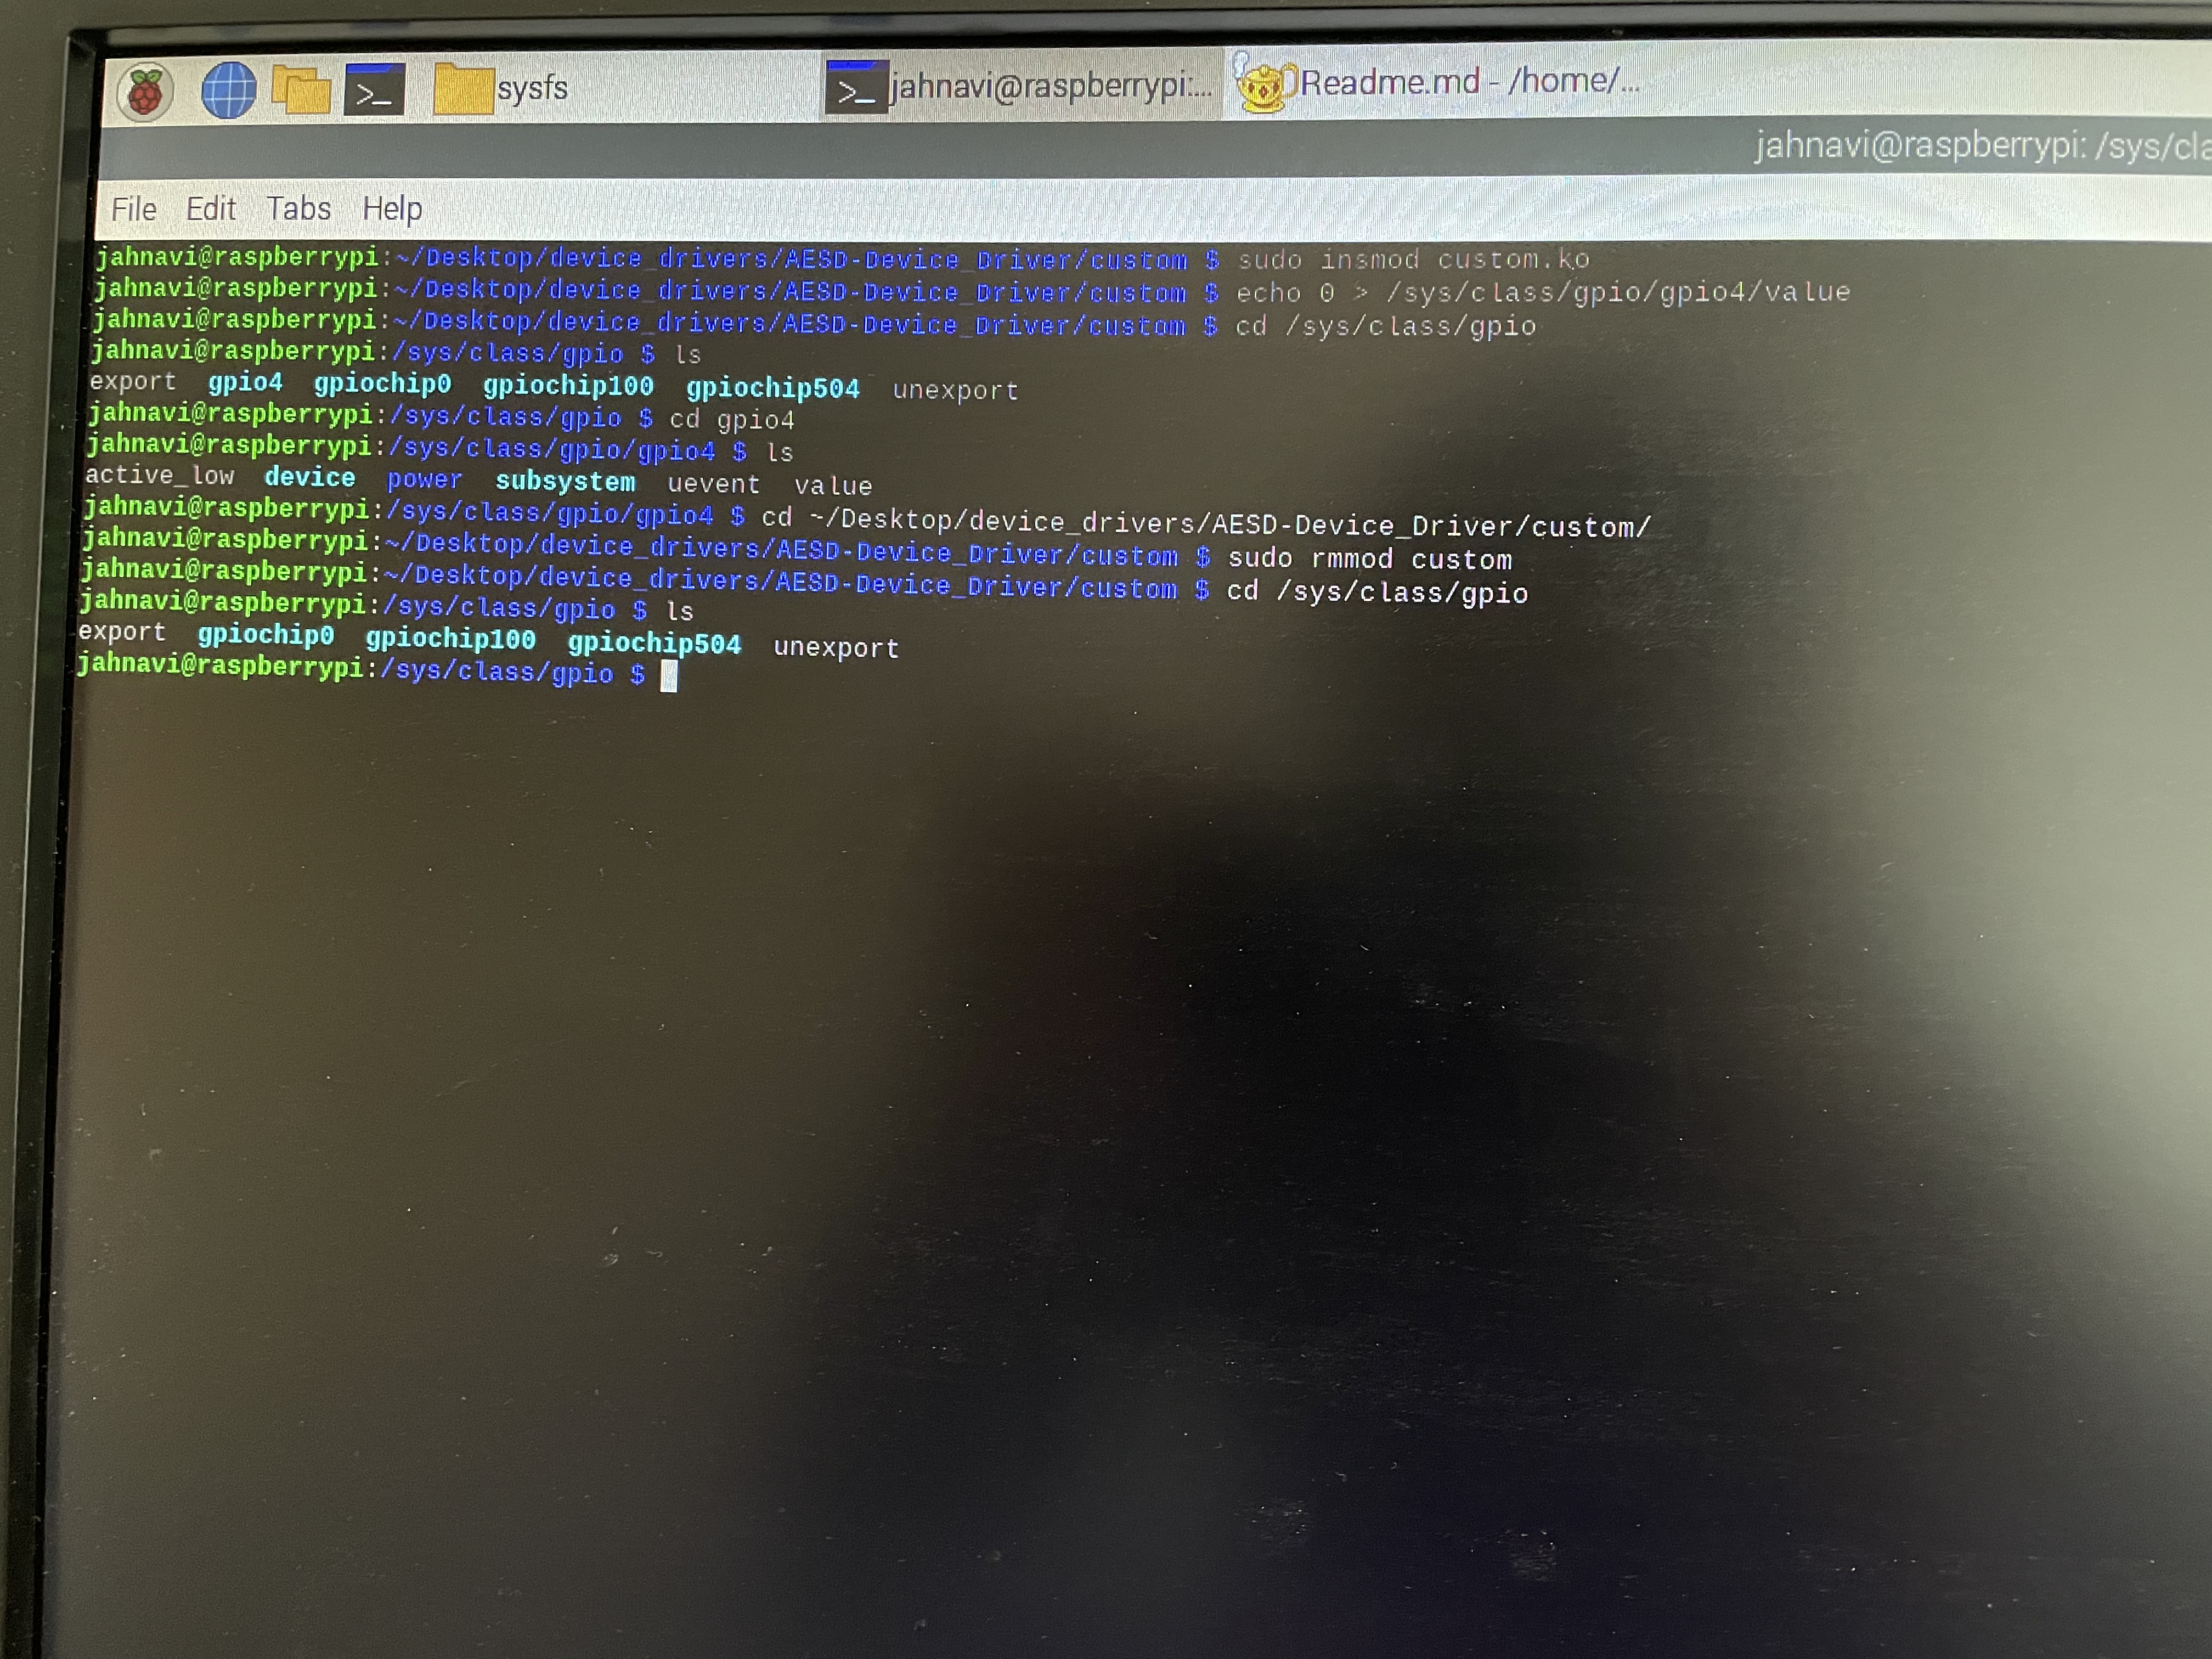 sysfs jahnavi@raspberrypi:... Readme.md - /home/...
jahnavi@raspberrypi: /sys/cla
File Edit Tabs Help
jahnavi@raspberrypi:~/Desktop/device_drivers/AESD-Device_Driver/custom $ sudo insmod custom.ko
jahnavi@raspberrypi:~/Desktop/device_drivers/AESD-Device_Driver/custom $ echo 0 > /sys/class/gpio/gpio4/value
jahnavi@raspberrypi:~/Desktop/device_drivers/AESD-Device_Driver/custom $ cd /sys/class/gpio
jahnavi@raspberrypi:/sys/class/gpio $ ls
export gpio4 gpiochip0 gpiochip100 gpiochip504 unexport
jahnavi@raspberrypi:/sys/class/gpio $ cd gpio4
jahnavi@raspberrypi:/sys/class/gpio/gpio4 $ ls
active_low device power subsystem uevent value
jahnavi@raspberrypi:/sys/class/gpio/gpio4 $ cd ~/Desktop/device_drivers/AESD-Device_Driver/custom/
jahnavi@raspberrypi:~/Desktop/device_drivers/AESD-Device_Driver/custom $ sudo rmmod custom
jahnavi@raspberrypi:~/Desktop/device_drivers/AESD-Device_Driver/custom $ cd /sys/class/gpio
jahnavi@raspberrypi:/sys/class/gpio $ ls
export gpiochip0 gpiochip100 gpiochip504 unexport
jahnavi@raspberrypi:/sys/class/gpio $